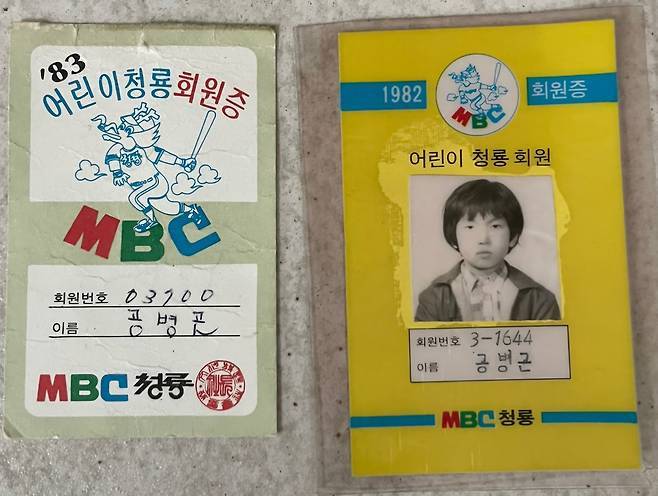 '83
어린이청룡회원증
MBC
회원번호 03900
이름 공병곤
MBC 청룡
1982 회원증
MBC
어린이 청룡 회원
회원번호 3-1644
이름 공병곤
MBC 청룡